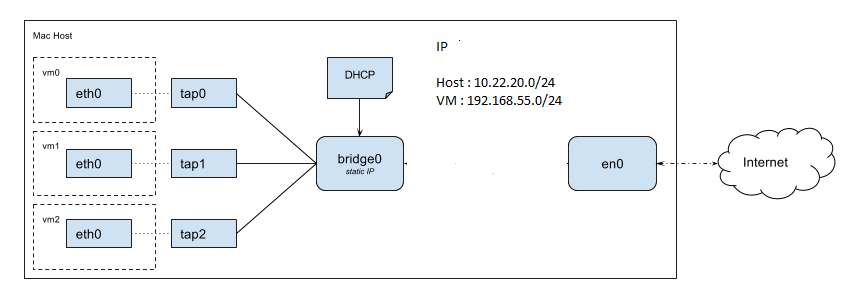 Mac Host
IP
vm0
DHCP
Host : 10.22.20.0/24
eth0
tap0
VM : 192.168.55.0/24
vm1
eth0
tap1
bridge0
static IP
en0
Internet
vm2
eth0
tap2